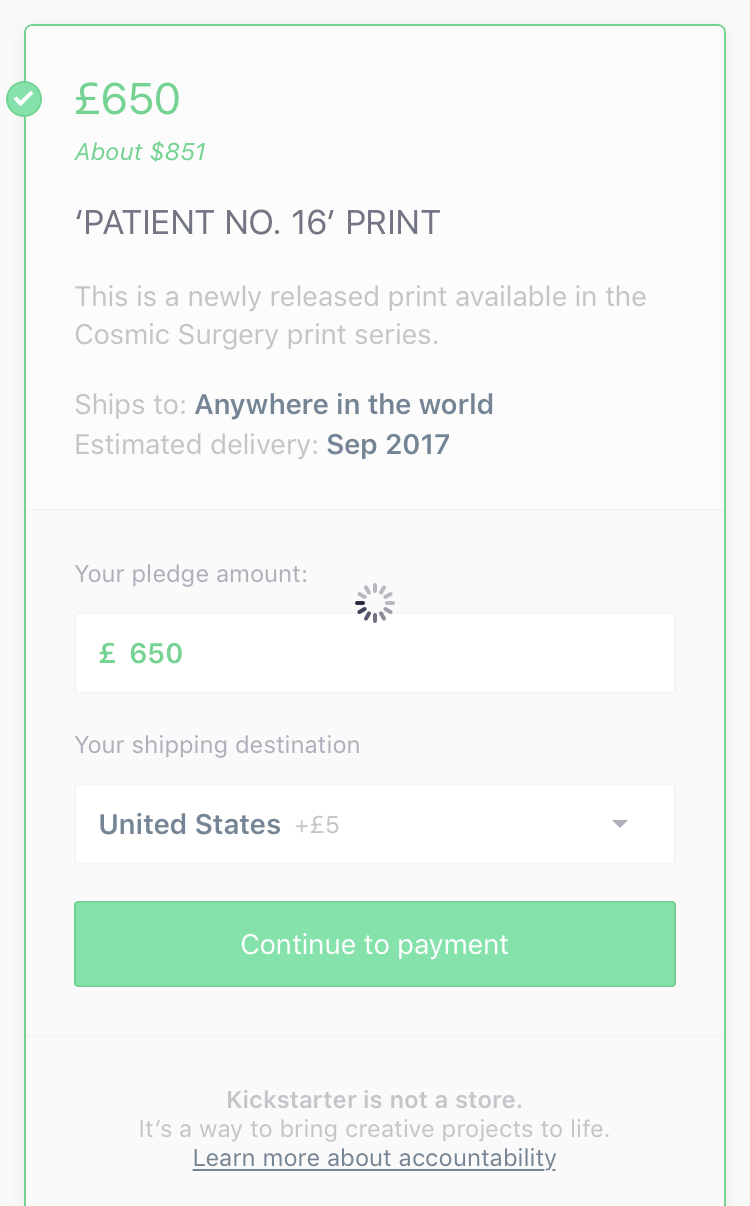 £650
About $851
‘PATIENT NO. 16’ PRINT
This is a newly released print available in the
Cosmic Surgery print series.
Ships to: Anywhere in the world
Estimated delivery: Sep 2017
Your pledge amount:
£ 650
Your shipping destination
United States +£5
Continue to payment
Kickstarter is not a store.
It’s a way to bring creative projects to life.
Learn more about accountability